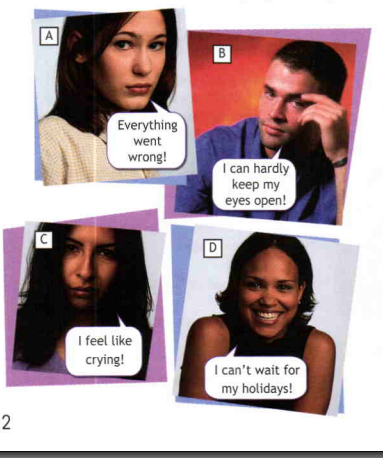 A
Everything
went
wrong!
B
I can hardly
keep my
eyes open!
C
I feel like
crying!
D
I can't wait for
my holidays!
2